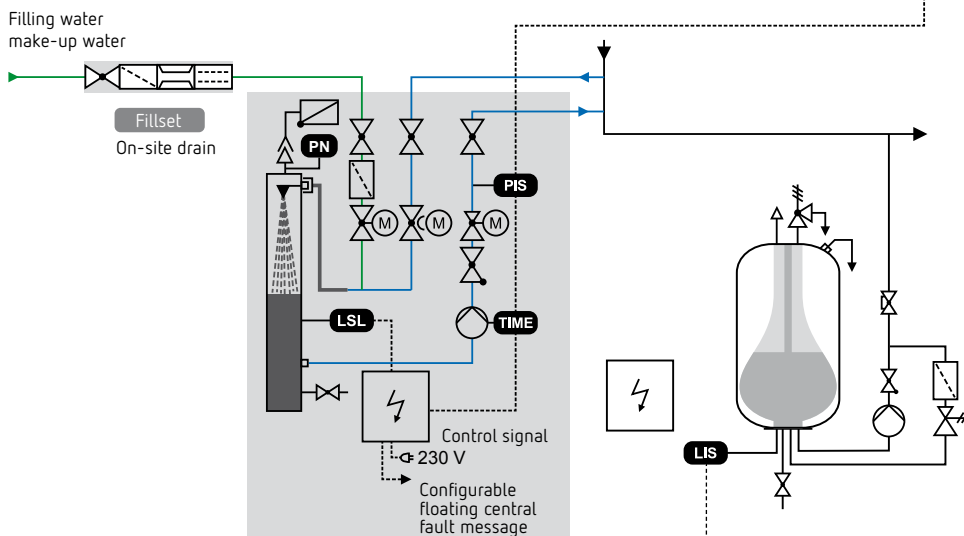 Filling water
make-up water
Fillset
On-site drain
PN
PIS
M
M
M
LSL
TIME
Control signal
230 V
Configurable
floating central
fault message
LIS